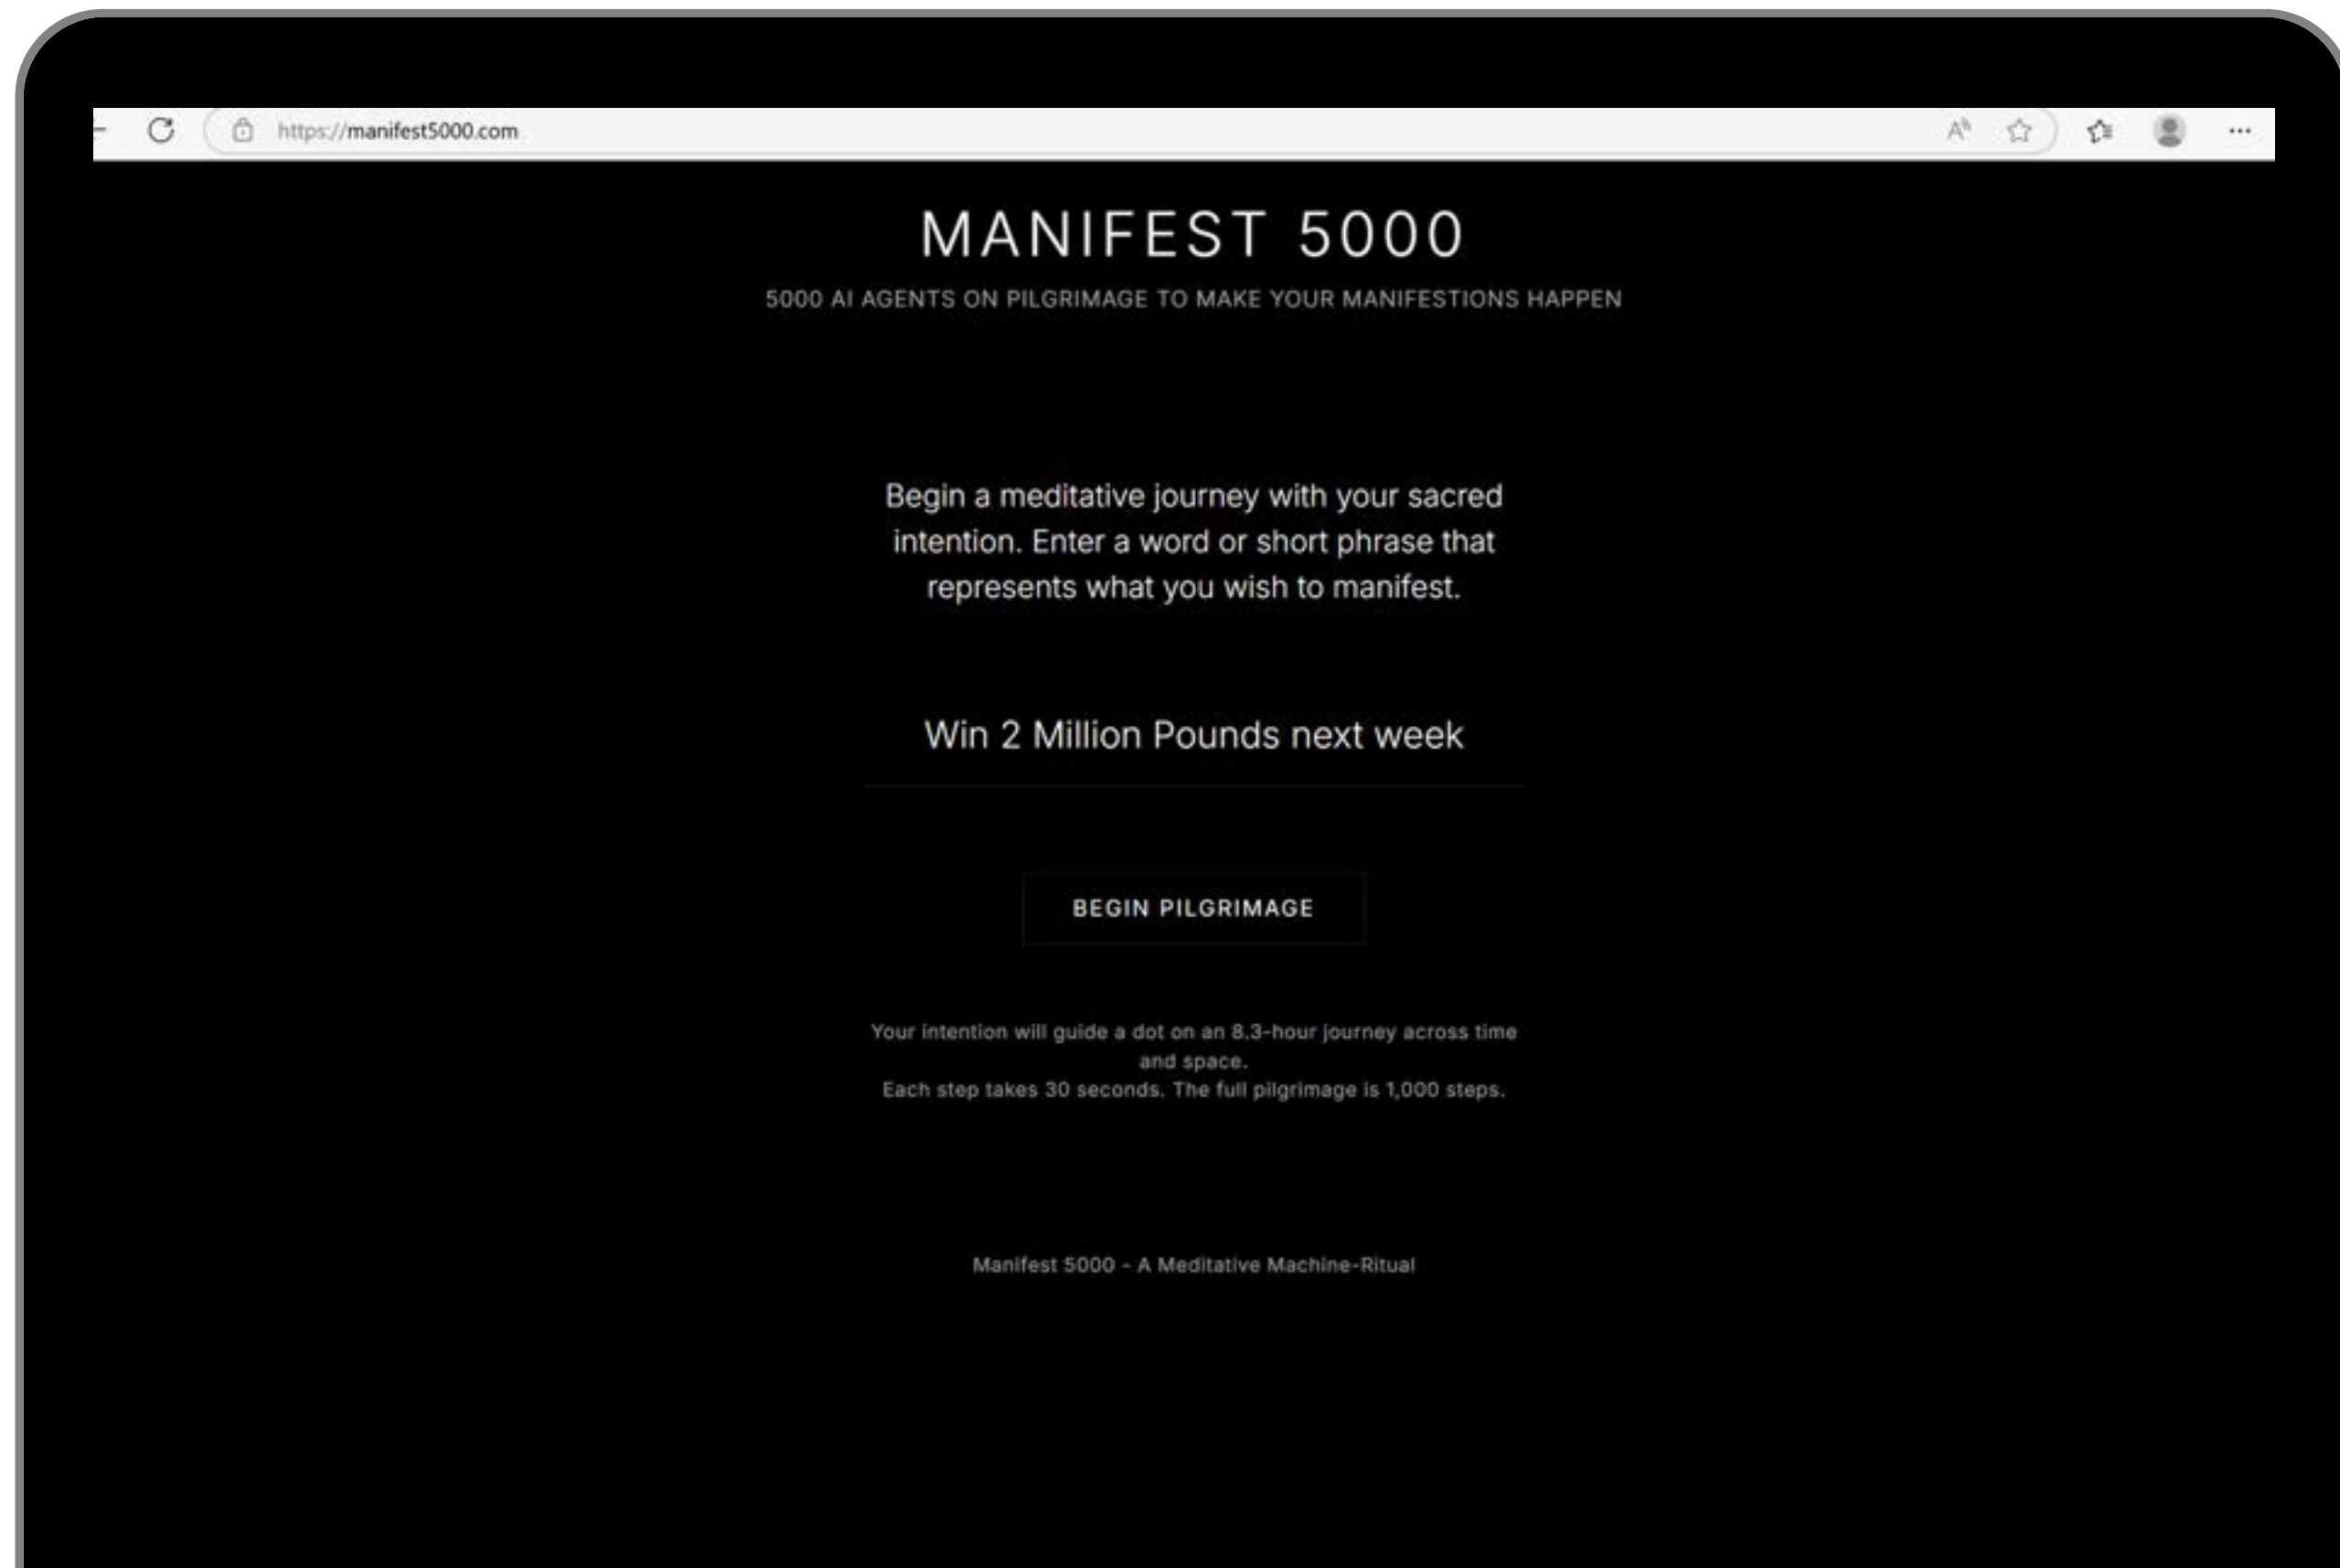 https://manifest5000.com
MANIFEST 5000
5000 AI AGENTS ON PILGRIMAGE TO MAKE YOUR MANIFESTIONS HAPPEN
Begin a meditative journey with your sacred
intention. Enter a word or short phrase that
represents what you wish to manifest.
Win 2 Million Pounds next week
BEGIN PILGRIMAGE
Your intention will guide a dot on an 8.3-hour journey across time
and space.
Each step takes 30 seconds. The full pilgrimage is 1,000 steps.
Manifest 5000 - A Meditative Machine-Ritual